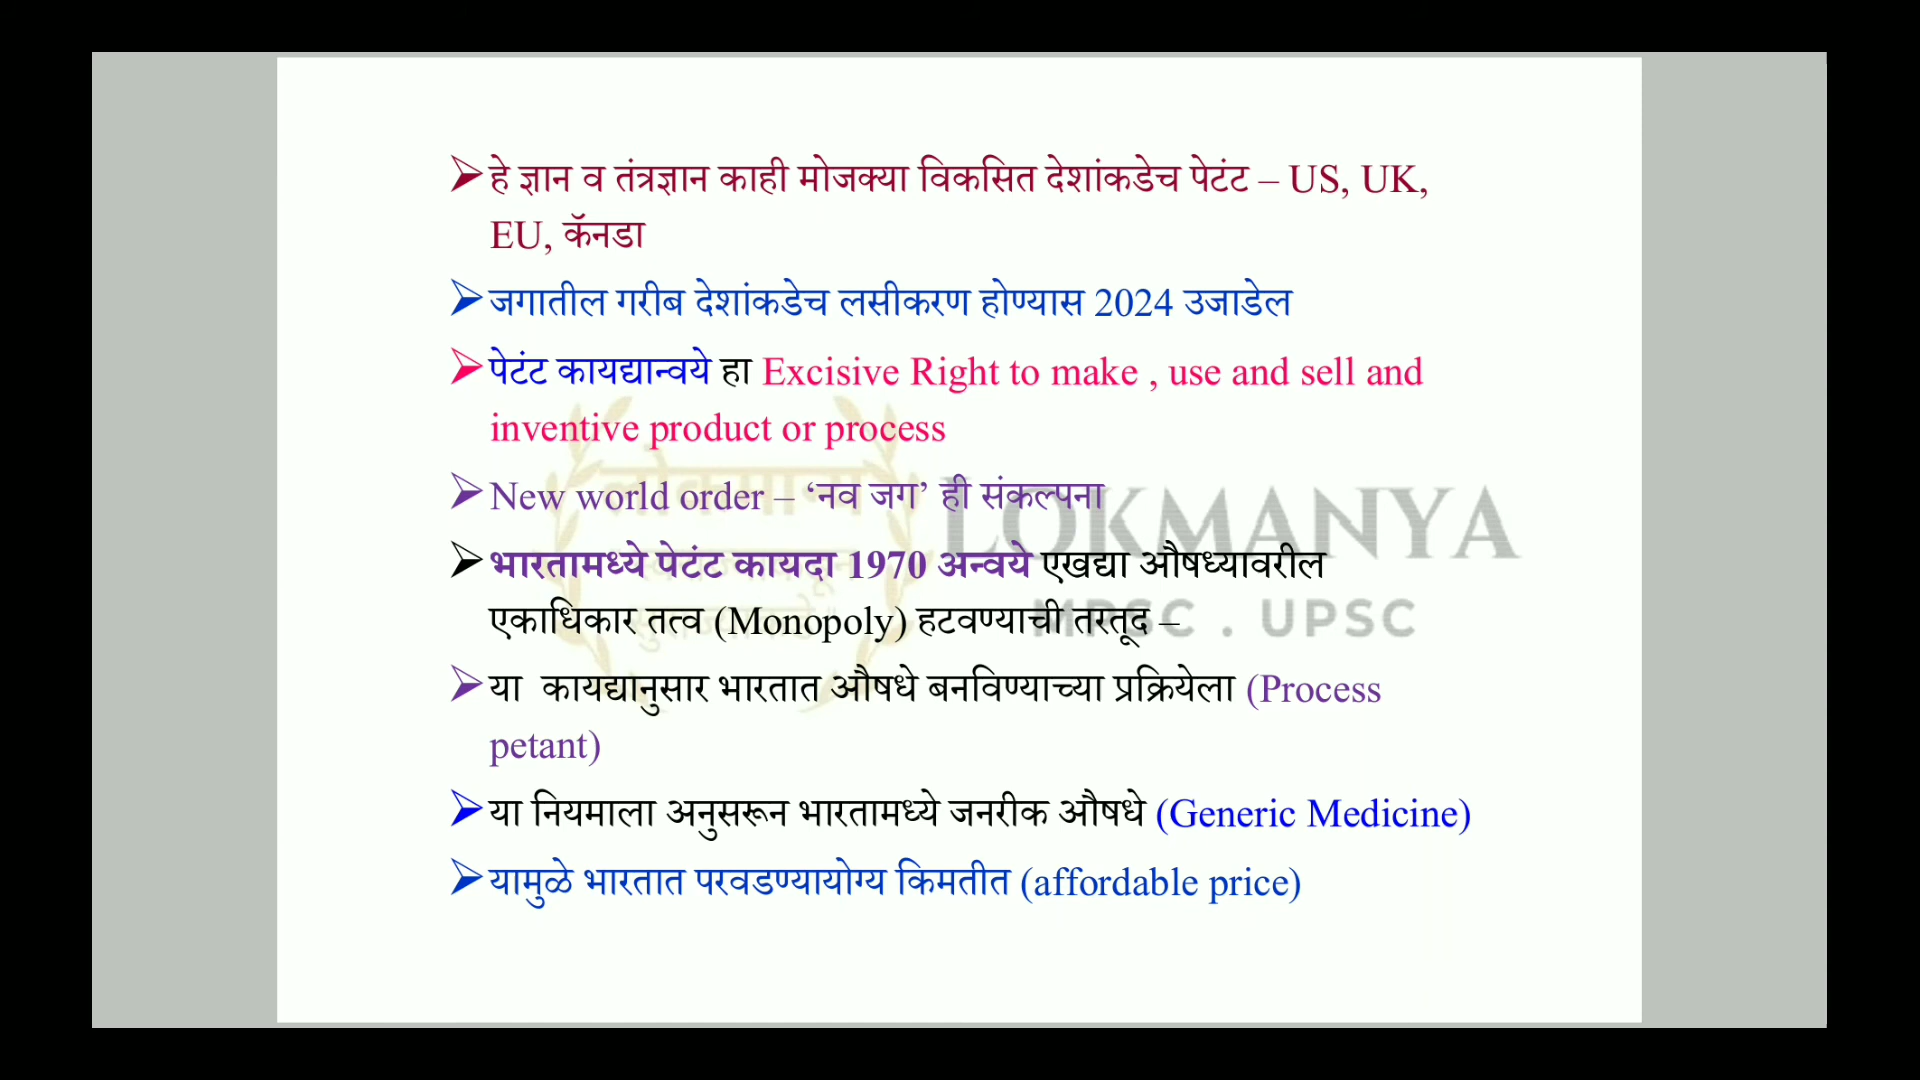 ➢हे ज्ञान व तंत्रज्ञान काही मोजक्या विकसित देशांकडेच पेटंट – US, UK,
EU, कॅनडा
➢जगातील गरीब देशांकडेच लसीकरण होण्यास 2024 उजाडेल
➢पेटंट कायद्यान्वये हा Excisive Right to make , use and sell and
inventive product or process
➢New world order – ‘नव जग’ ही संकल्पना
➢भारतामध्ये पेटंट कायदा 1970 अन्वये एखद्या औषध्यावरील
एकाधिकार तत्व (Monopoly) हटवण्याची तरतूद –
➢या कायद्यानुसार भारतात औषधे बनविण्याच्या प्रक्रियेला (Process
petant)
➢या नियमाला अनुसरून भारतामध्ये जनरीक औषधे (Generic Medicine)
➢यामुळे भारतात परवडण्यायोग्य किमतीत (affordable price)
लोकमान्य
LOKMANYA
MPSC . UPSC